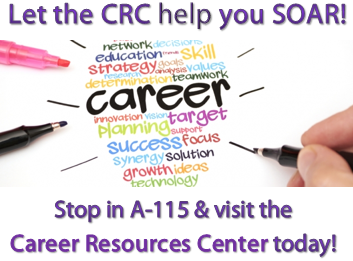 Let the CRC help you SOAR!
network decisions
education skill
strategy goals values
research analysis
determination teamwork
career
innovation vision target
planning support
success focus
synergy solution
growth ideas
technology
Stop in A-115 & visit the
Career Resources Center today!